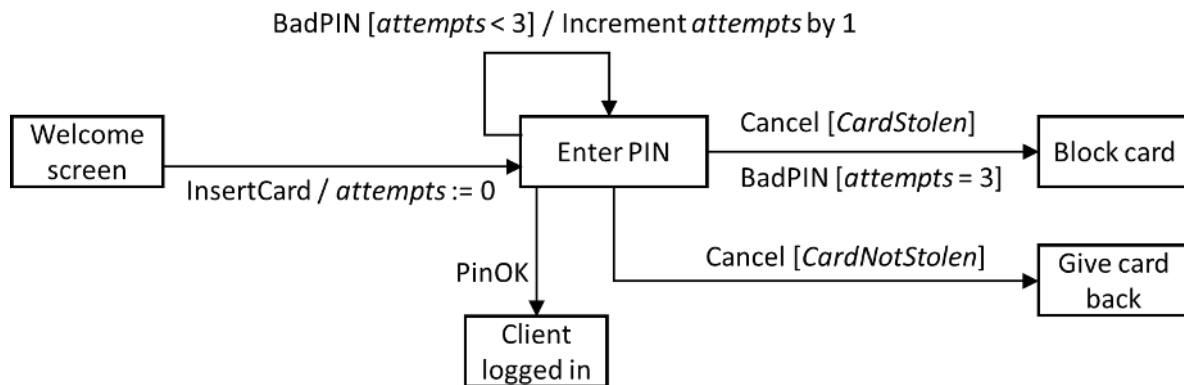 BadPIN [attempts < 3] / Increment attempts by 1
Welcome
screen
InsertCard / attempts := 0
Enter PIN
Cancel [CardStolen]
BadPIN [attempts = 3]
Block card
Cancel [CardNotStolen]
Give card
back
PinOK
Client
logged in